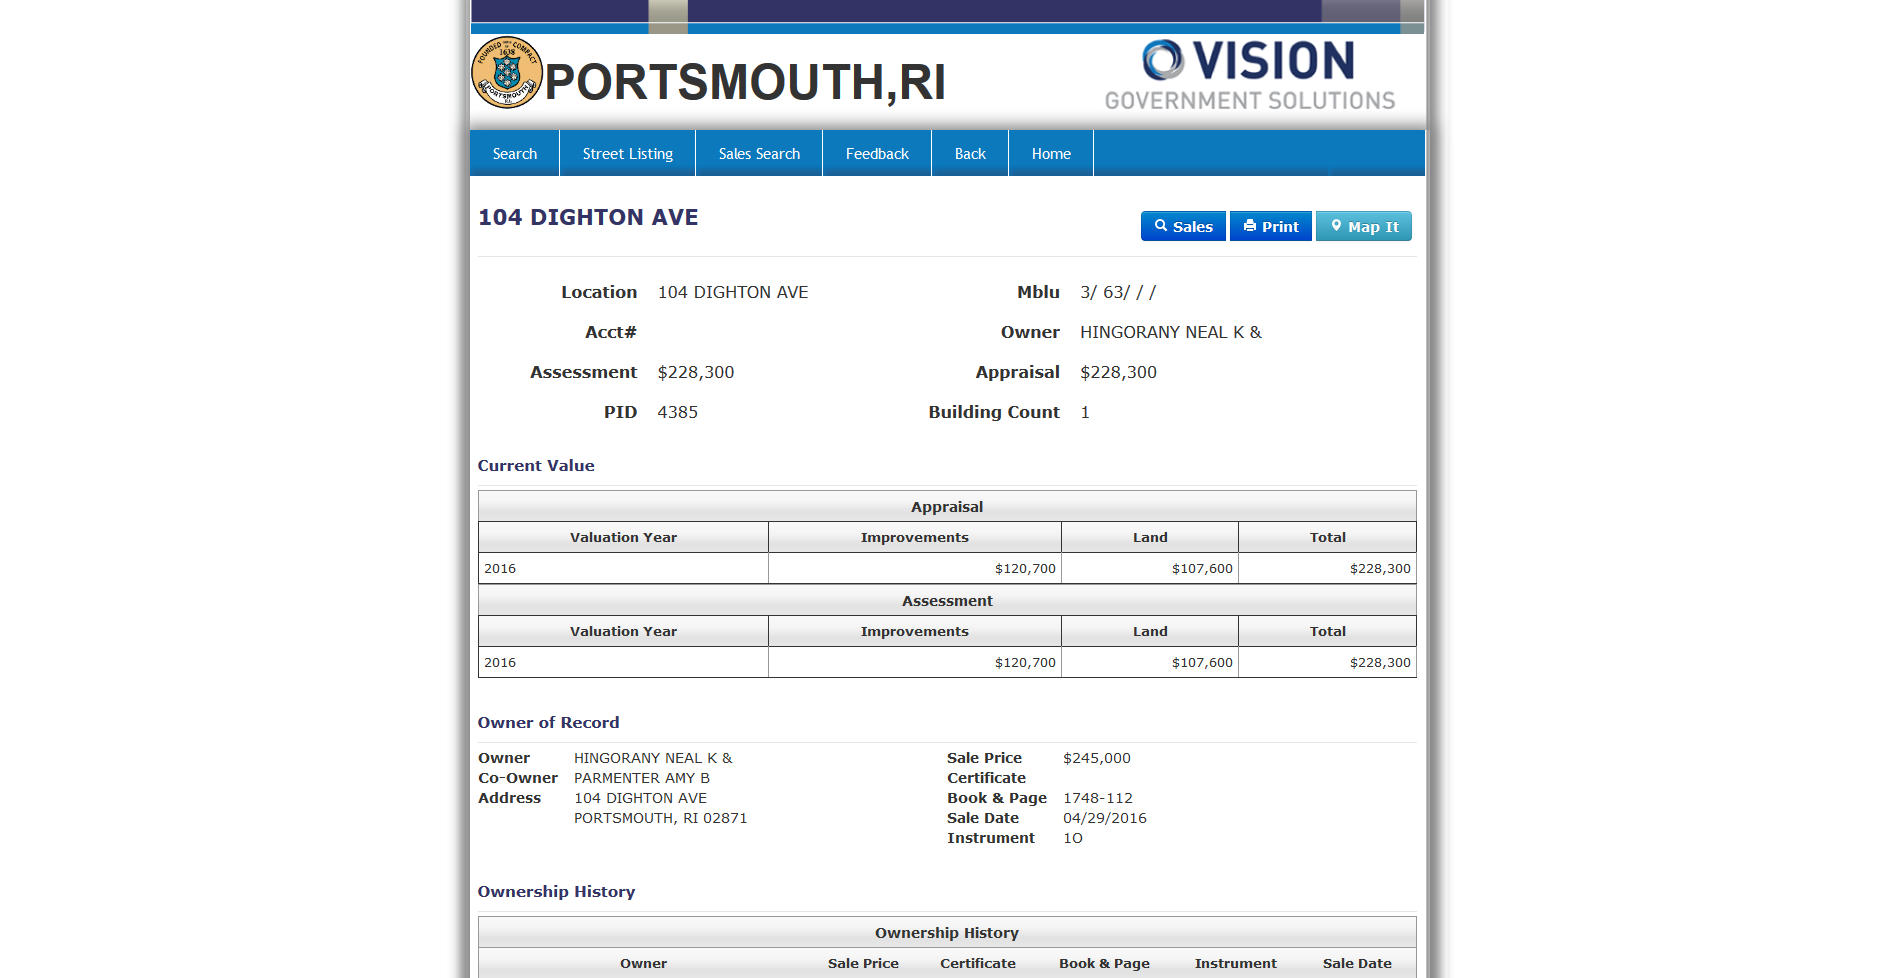 FOUNDED COMPACT
1638
PORTSMOUTH
R.I.
PORTSMOUTH,RI
VISION
GOVERNMENT SOLUTIONS
Search Street Listing Sales Search Feedback Back Home
104 DIGHTON AVE
Sales Print Map It
Location 104 DIGHTON AVE Mblu 3/ 63/ / /
Acct# Owner HINGORANY NEAL K &
Assessment $228,300 Appraisal $228,300
PID 4385 Building Count 1
Current Value
Appraisal
Valuation Year Improvements Land Total
2016 $120,700 $107,600 $228,300
Assessment
Valuation Year Improvements Land Total
2016 $120,700 $107,600 $228,300
Owner of Record
Owner HINGORANY NEAL K & Sale Price $245,000
Co-Owner PARMENTER AMY B Certificate
Address 104 DIGHTON AVE Book & Page 1748-112
PORTSMOUTH, RI 02871 Sale Date 04/29/2016
Instrument 1O
Ownership History
Ownership History
Owner Sale Price Certificate Book & Page Instrument Sale Date